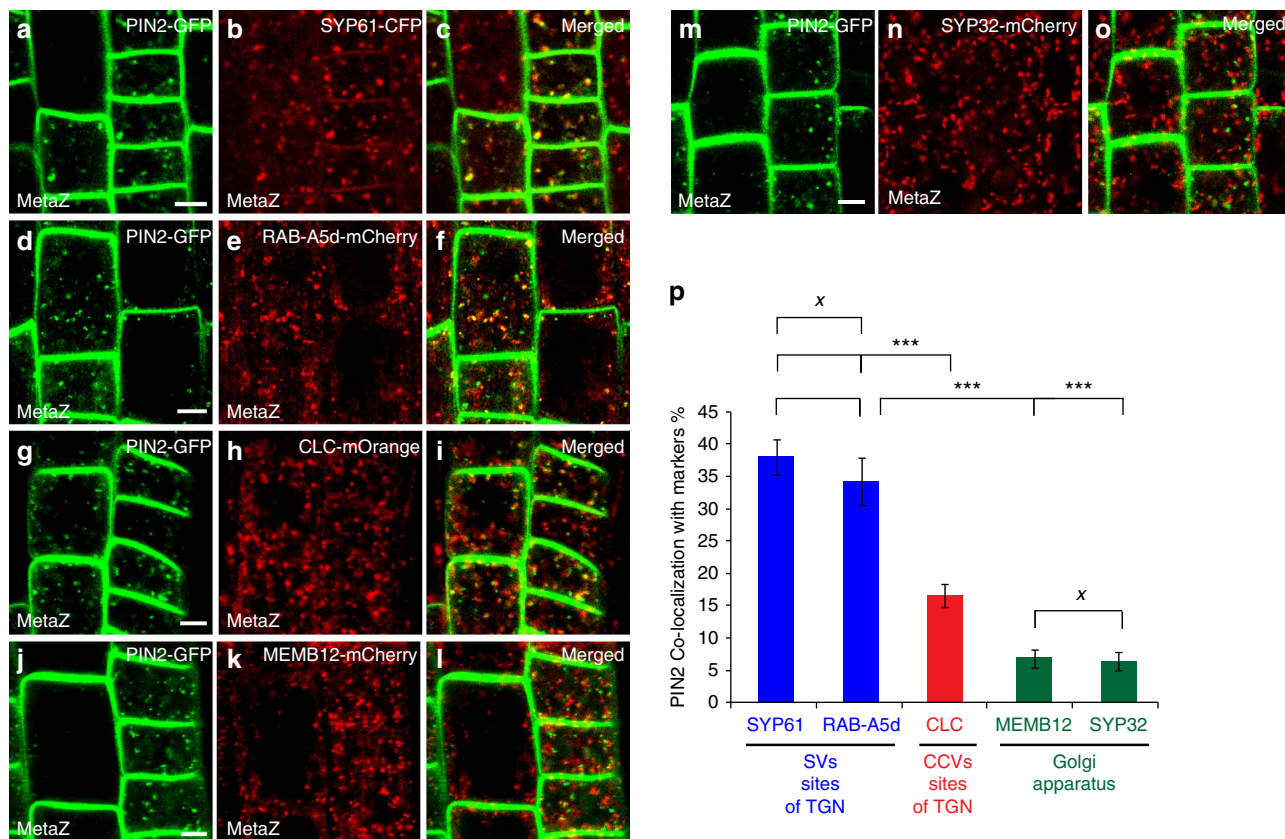 a PIN2-GFP
MetaZ
b SYP61-CFP
c Merged
d PIN2-GFP
MetaZ
e RAB-A5d-mCherry
f Merged
g PIN2-GFP
MetaZ
h CLC-mOrange
i Merged
j PIN2-GFP
MetaZ
k MEMB12-mCherry
MetaZ
l Merged
m PIN2-GFP
MetaZ
n SYP32-mCherry
MetaZ
o Merged
p
x
***
*** ***
PIN2 Co-localization with markers %
45
40
35
30
25
20
15
10
5
0
x
SYP61 RAB-A5d CLC MEMB12 SYP32
SVs
sites
of TGN
CCVs
sites
of TGN
Golgi
apparatus